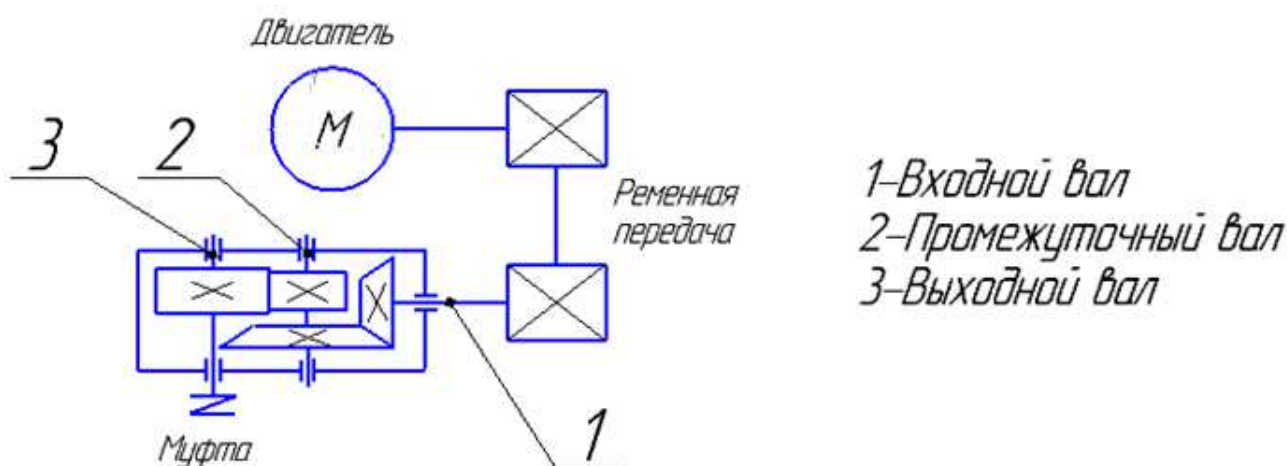 Двигатель
М
3
2
Ременная
передача
1-Входной вал
2-Промежуточный вал
3-Выходной вал
Муфта
1